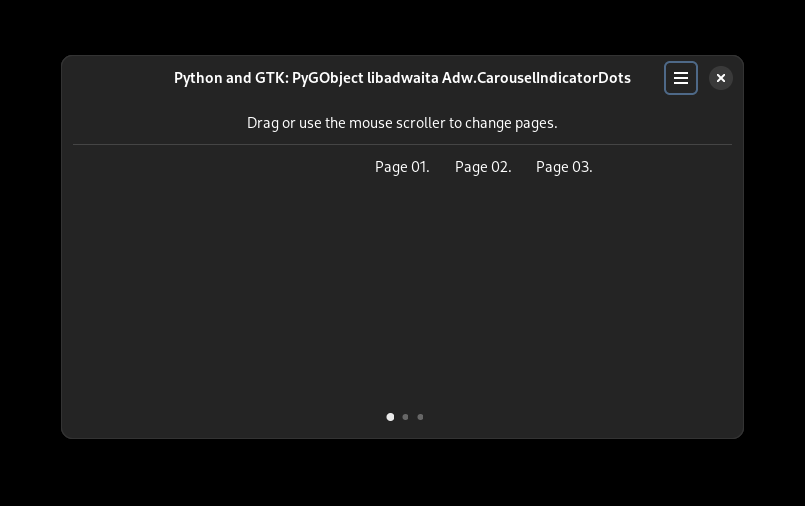 Python and GTK: PyGObject libadwaita Adw.CarouselIndicatorDots
Drag or use the mouse scroller to change pages.
Page 01. Page 02. Page 03.